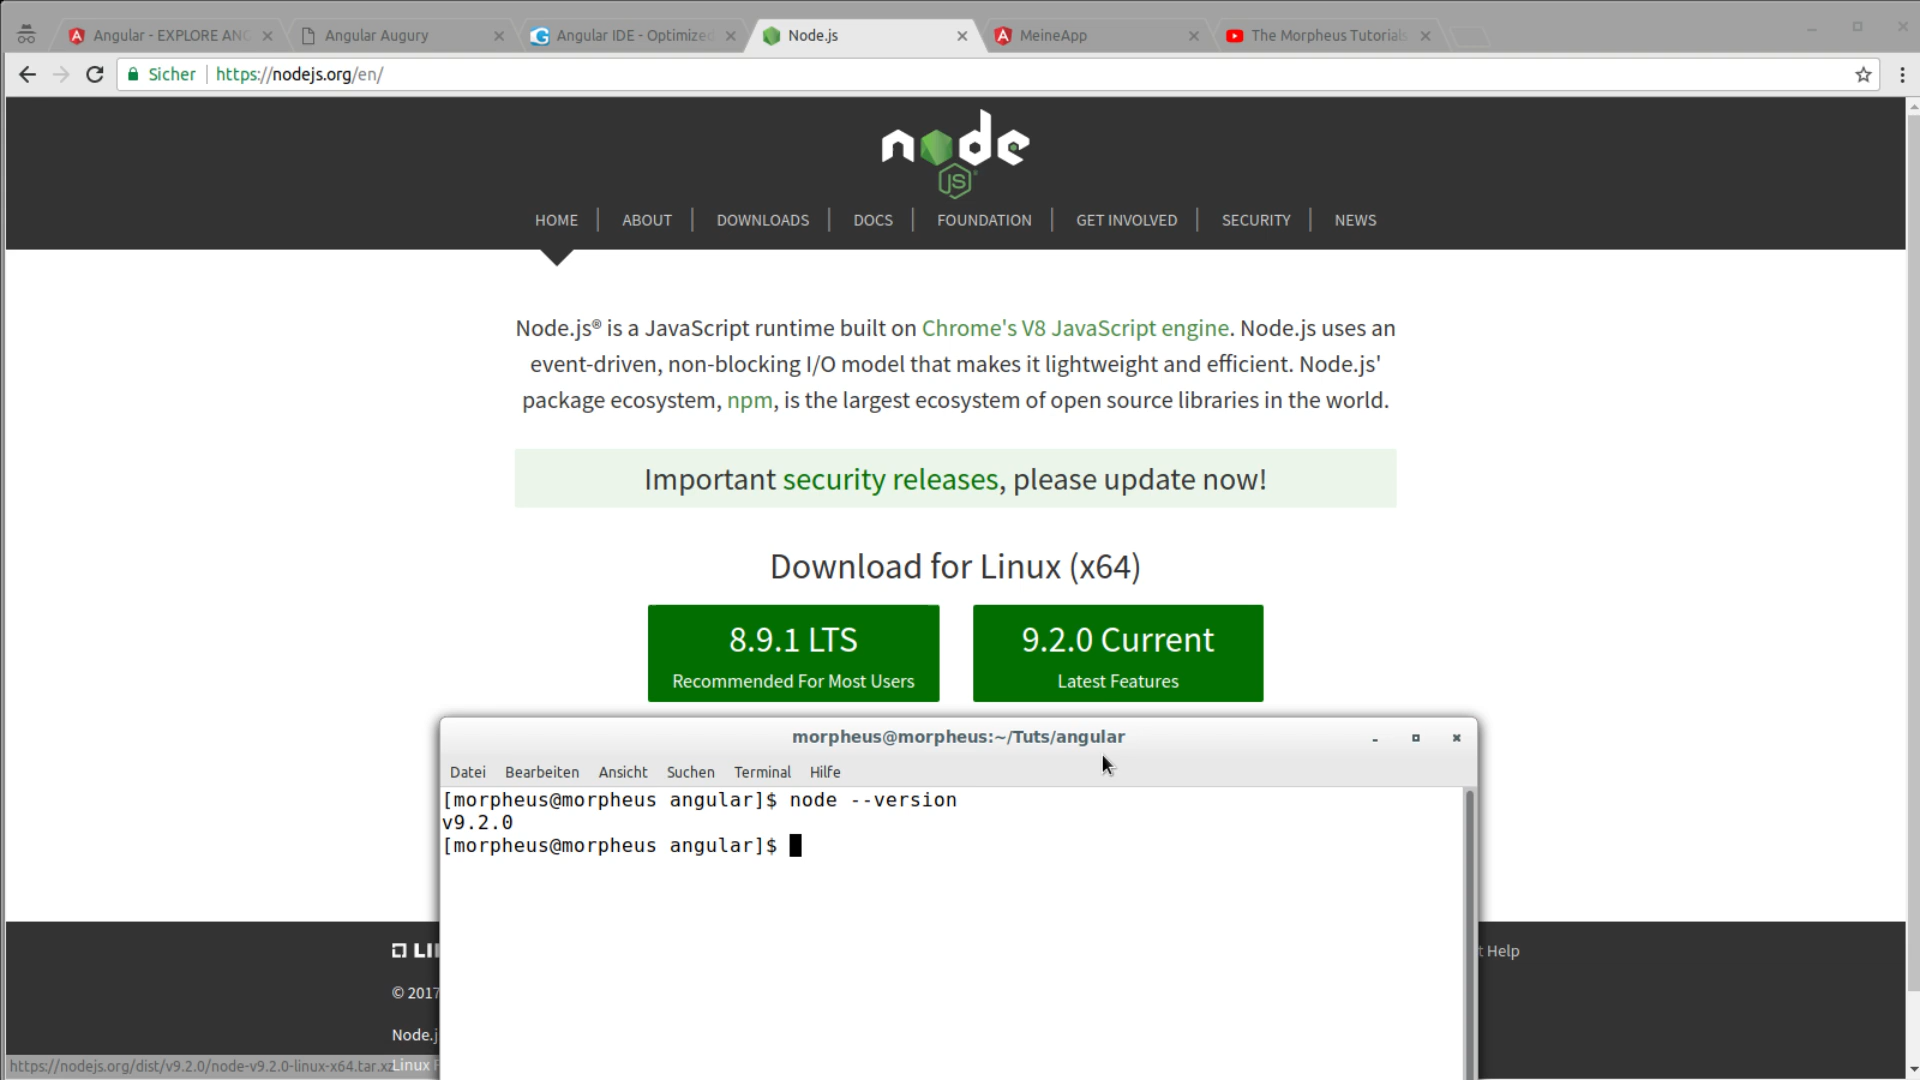 Angular - EXPLORE ANG
Angular Augury
Angular IDE - Optimized
Node.js
MeineApp
The Morpheus Tutorials
Sicher
https://nodejs.org/en/
node
JS
HOME
ABOUT
DOWNLOADS
DOCS
FOUNDATION
GET INVOLVED
SECURITY
NEWS
Node.js® is a JavaScript runtime built on Chrome's V8 JavaScript engine. Node.js uses an
event-driven, non-blocking I/O model that makes it lightweight and efficient. Node.js'
package ecosystem, npm, is the largest ecosystem of open source libraries in the world.
Important security releases, please update now!
Download for Linux (x64)
8.9.1 LTS
Recommended For Most Users
9.2.0 Current
Latest Features
morpheus@morpheus:~/Tuts/angular
Datei Bearbeiten Ansicht Suchen Terminal Hilfe
[morpheus@morpheus angular]$ node --version
v9.2.0
[morpheus@morpheus angular]$
LI
t Help
© 2017
Node.j
https://nodejs.org/dist/v9.2.0/node-v9.2.0-linux-x64.tar.xz
Linux F